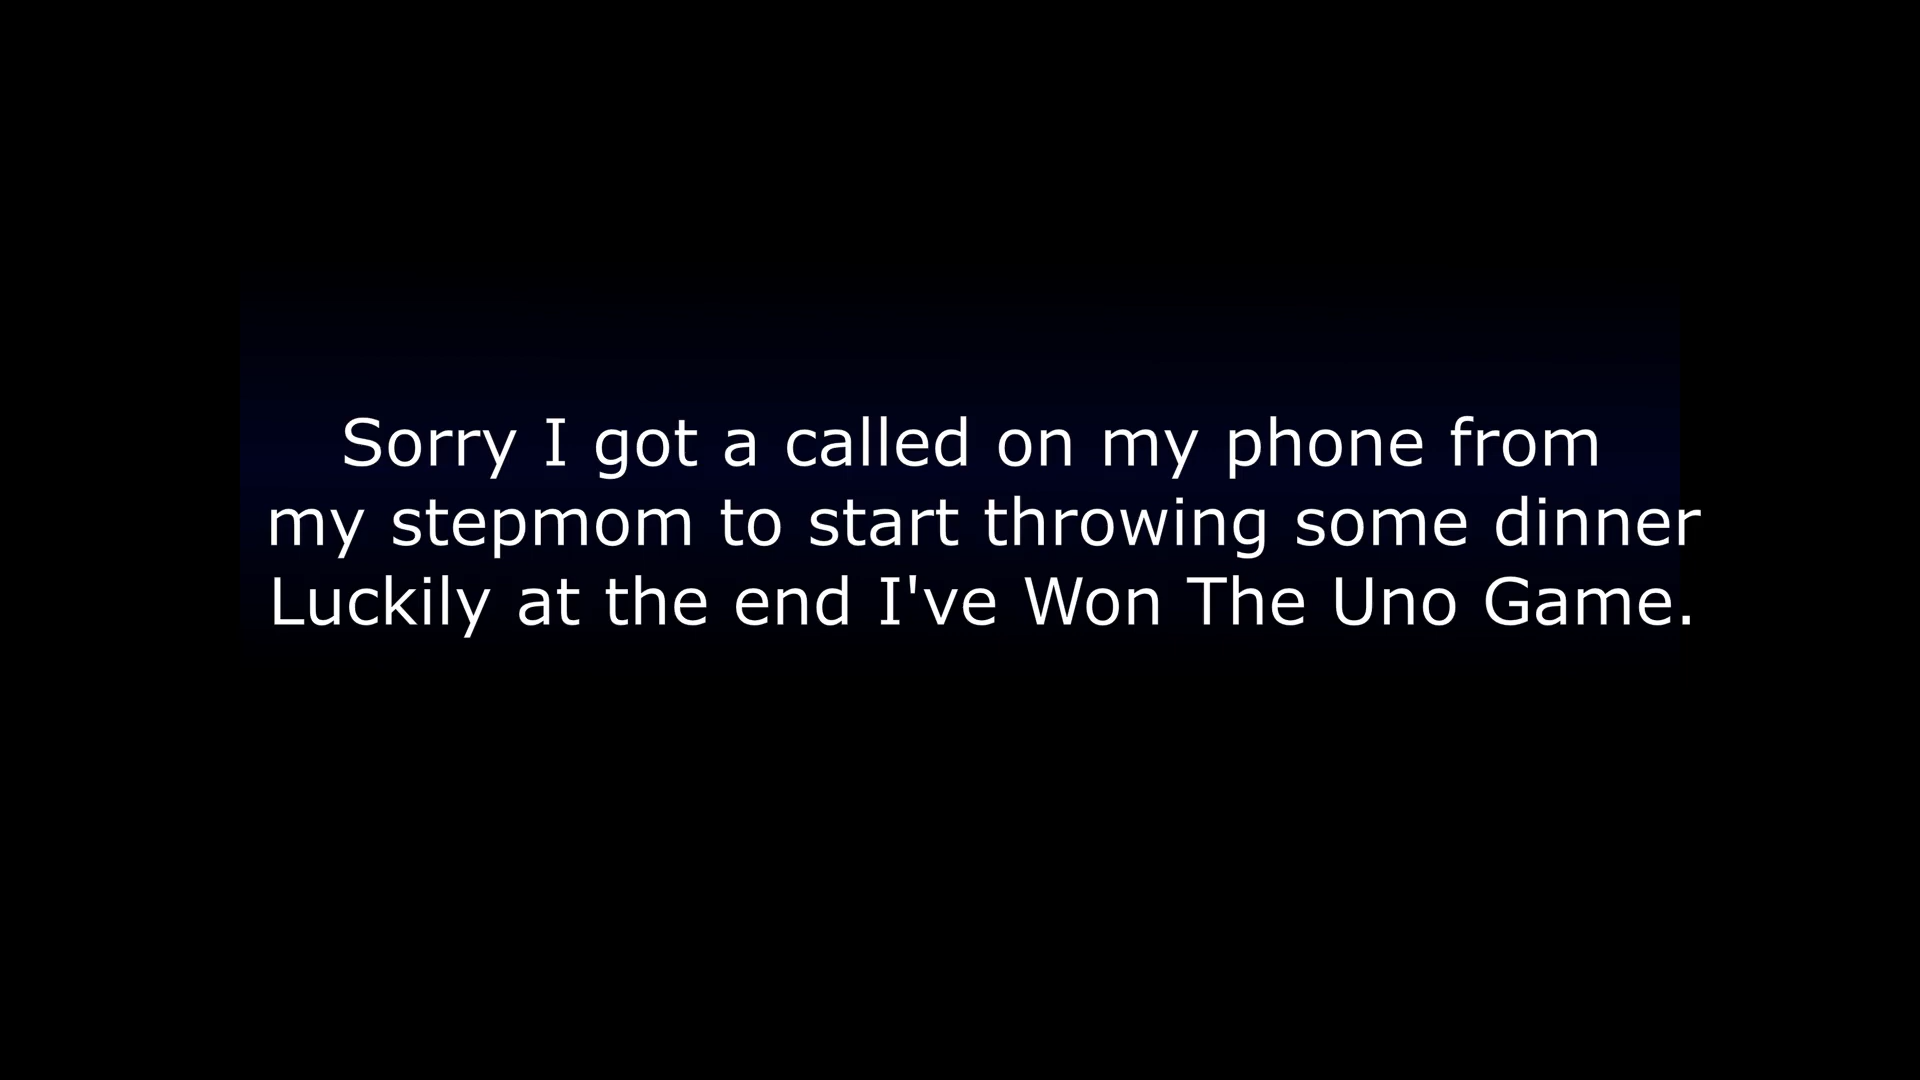 Sorry I got a called on my phone from
my stepmom to start throwing some dinner
Luckily at the end I've Won The Uno Game.